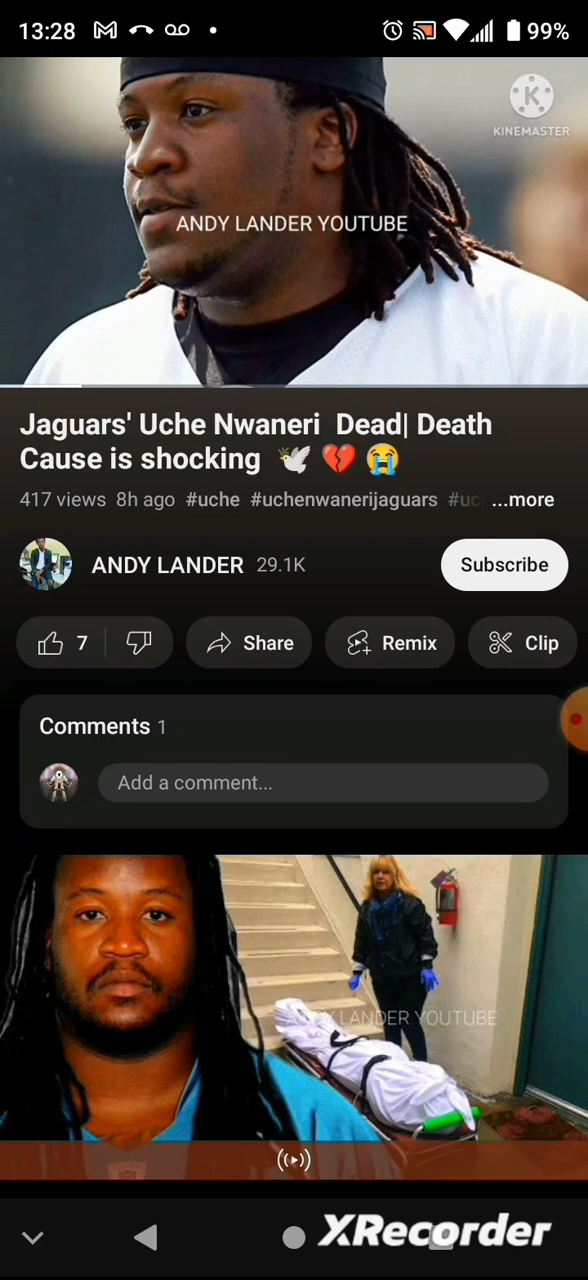 13:28
99%
K
KINEMASTER
ANDY LANDER YOUTUBE
Jaguars' Uche Nwaneri Dead| Death
Cause is shocking 🕊️ 💔 😭
417 views 8h ago #uche #uchenwanerijaguars #uc ...more
ANDY LANDER 29.1K
Subscribe
7
Share
Remix
Clip
Comments 1
Add a comment...
LANDER YOUTUBE
XRecorder